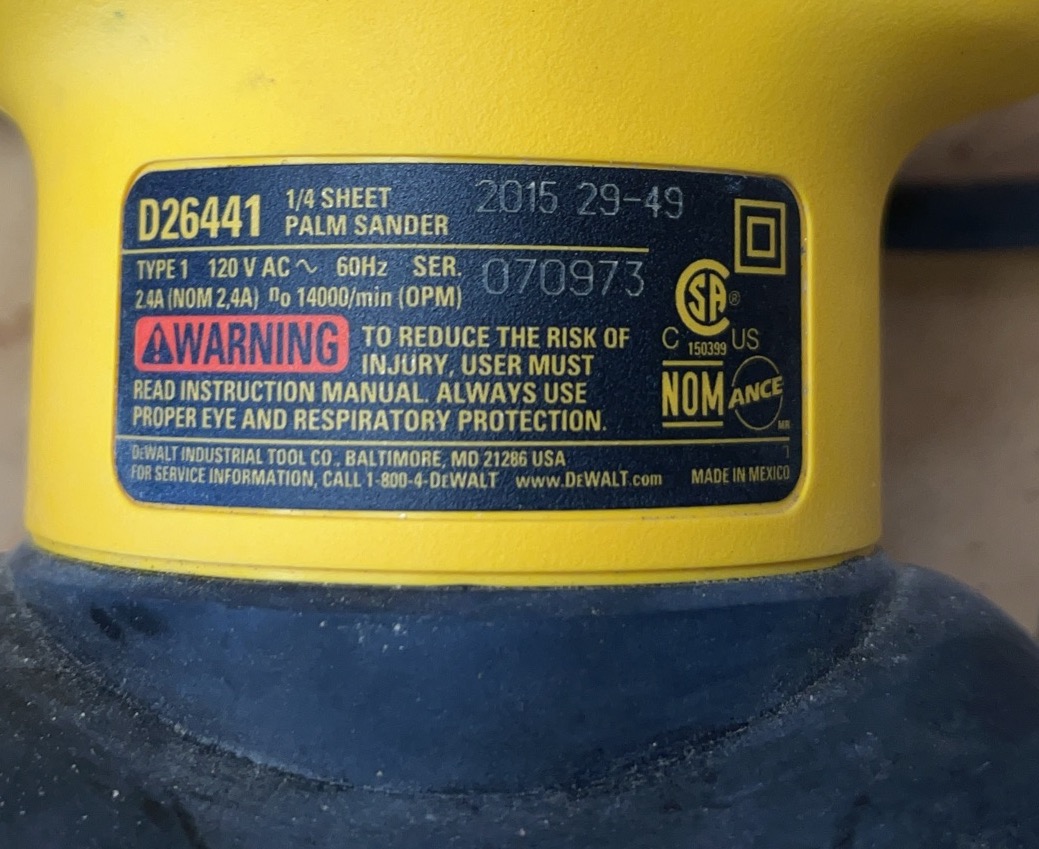 D26441 1/4 SHEET PALM SANDER 2015 29-49
TYPE 1 120 V AC ~ 60Hz SER. 070973
2.4A (NOM 2,4A) no 14000/min (OPM)
WARNING TO REDUCE THE RISK OF
INJURY, USER MUST
READ INSTRUCTION MANUAL. ALWAYS USE
PROPER EYE AND RESPIRATORY PROTECTION.
SA ®
C 150399 US
NOM ANCE
MR
DEWALT INDUSTRIAL TOOL CO., BALTIMORE, MD 21286 USA
FOR SERVICE INFORMATION, CALL 1-800-4-DEWALT www.DEWALT.com MADE IN MEXICO